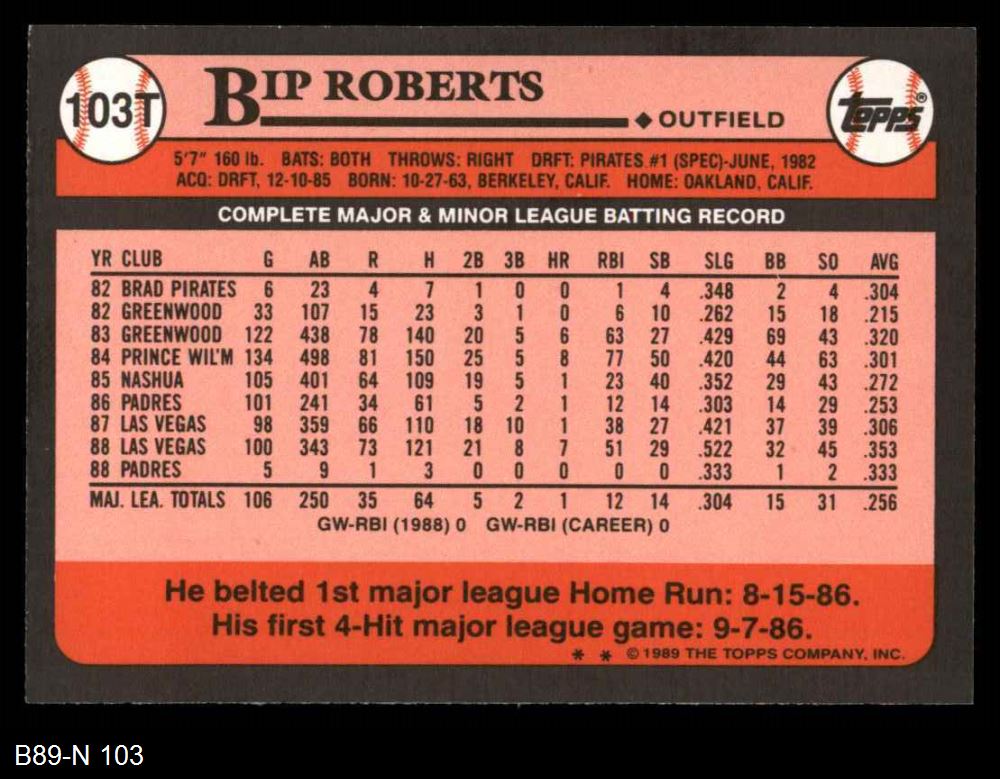 103T
BIP ROBERTS
◆ OUTFIELD
TOPPS®
5'7" 160 lb. BATS: BOTH THROWS: RIGHT DRFT: PIRATES #1 (SPEC)-JUNE, 1982
ACQ: DRFT, 12-10-85 BORN: 10-27-63, BERKELEY, CALIF. HOME: OAKLAND, CALIF.
COMPLETE MAJOR & MINOR LEAGUE BATTING RECORD
YR CLUB G AB R H 2B 3B HR RBI SB SLG BB SO AVG
82 BRAD PIRATES 6 23 4 7 1 0 0 1 4 .348 2 4 .304
82 GREENWOOD 33 107 15 23 3 1 0 6 10 .262 15 18 .215
83 GREENWOOD 122 438 78 140 20 5 6 63 27 .429 69 43 .320
84 PRINCE WIL'M 134 498 81 150 25 5 8 77 50 .420 44 63 .301
85 NASHUA 105 401 64 109 19 5 1 23 40 .352 29 43 .272
86 PADRES 101 241 34 61 5 2 1 12 14 .303 14 29 .253
87 LAS VEGAS 98 359 66 110 18 10 1 38 27 .421 37 39 .306
88 LAS VEGAS 100 343 73 121 21 8 7 51 29 .522 32 45 .353
88 PADRES 5 9 1 3 0 0 0 0 0 .333 1 2 .333
MAJ. LEA. TOTALS 106 250 35 64 5 2 1 12 14 .304 15 31 .256
GW-RBI (1988) 0 GW-RBI (CAREER) 0
He belted 1st major league Home Run: 8-15-86.
His first 4-Hit major league game: 9-7-86.
* * © 1989 THE TOPPS COMPANY, INC.
B89-N 103